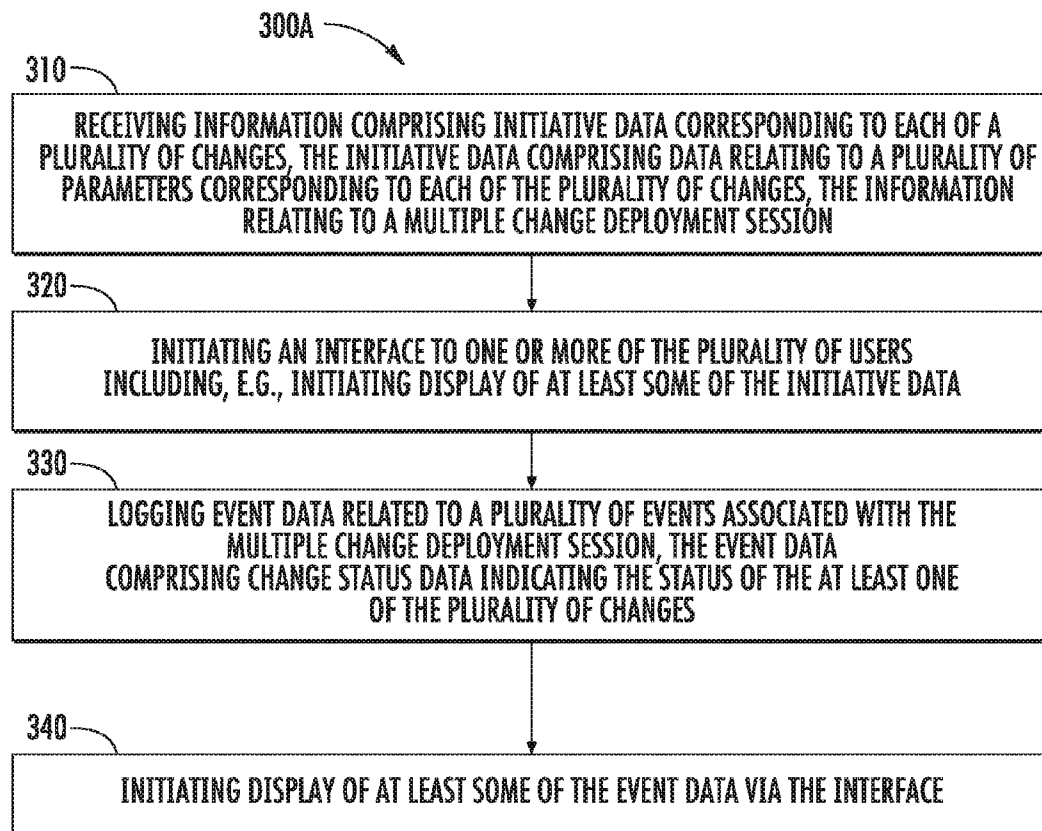 300A
310
RECEIVING INFORMATION COMPRISING INITIATIVE DATA CORRESPONDING TO EACH OF A
PLURALITY OF CHANGES, THE INITIATIVE DATA COMPRISING DATA RELATING TO A PLURALITY OF
PARAMETERS CORRESPONDING TO EACH OF THE PLURALITY OF CHANGES, THE INFORMATION
RELATING TO A MULTIPLE CHANGE DEPLOYMENT SESSION
320
INITIATING AN INTERFACE TO ONE OR MORE OF THE PLURALITY OF USERS
INCLUDING, E.G., INITIATING DISPLAY OF AT LEAST SOME OF THE INITIATIVE DATA
330
LOGGING EVENT DATA RELATED TO A PLURALITY OF EVENTS ASSOCIATED WITH THE
MULTIPLE CHANGE DEPLOYMENT SESSION, THE EVENT DATA
COMPRISING CHANGE STATUS DATA INDICATING THE STATUS OF THE AT LEAST ONE
OF THE PLURALITY OF CHANGES
340
INITIATING DISPLAY OF AT LEAST SOME OF THE EVENT DATA VIA THE INTERFACE